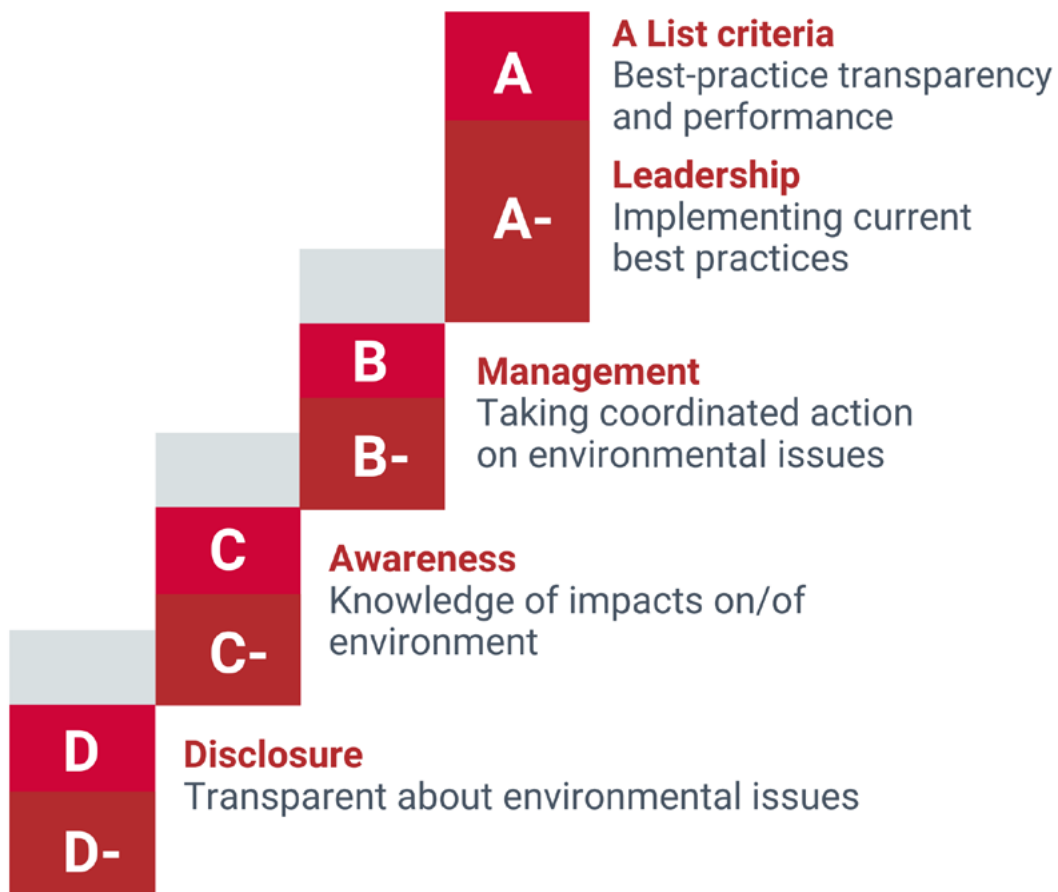 A
A List criteria
Best-practice transparency
and performance
A-
Leadership
Implementing current
best practices
B
B-
Management
Taking coordinated action
on environmental issues
C
C-
Awareness
Knowledge of impacts on/of
environment
D
D-
Disclosure
Transparent about environmental issues